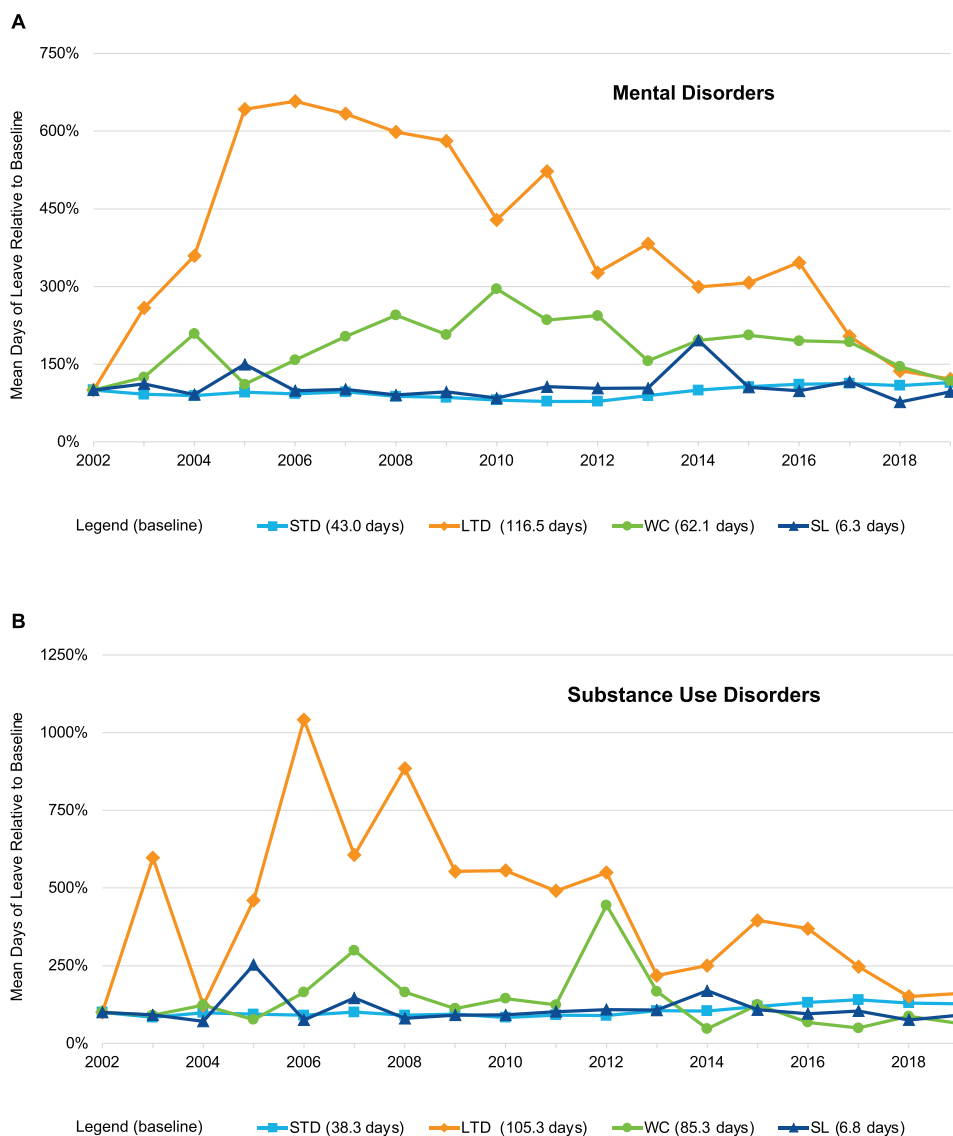 A
750%
Mental Disorders
600%
450%
300%
150%
0%
Mean Days of Leave Relative to Baseline
2002 2004 2006 2008 2010 2012 2014 2016 2018
Legend (baseline) STD (43.0 days) LTD (116.5 days) WC (62.1 days) SL (6.3 days)
B
1250%
Substance Use Disorders
1000%
750%
500%
250%
0%
Mean Days of Leave Relative to Baseline
2002 2004 2006 2008 2010 2012 2014 2016 2018
Legend (baseline) STD (38.3 days) LTD (105.3 days) WC (85.3 days) SL (6.8 days)